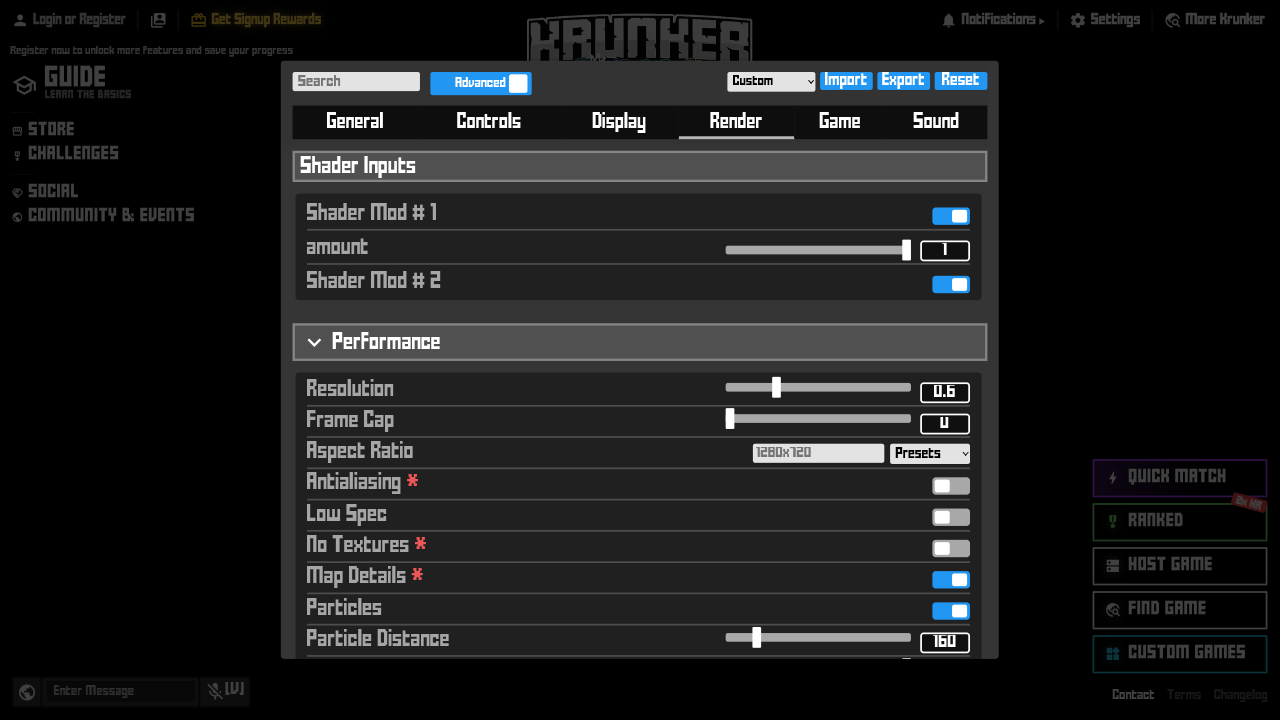 Login or Register
Get Signup Rewards
Register now to unlock more features and save your progress
KRUNKER
Notifications
Settings
More Krunker
GUIDE
LEARN THE BASICS
STORE
CHALLENGES
SOCIAL
COMMUNITY & EVENTS
Search
Advanced
Custom
Import
Export
Reset
General
Controls
Display
Render
Game
Sound
Shader Inputs
Shader Mod # 1
amount
1
Shader Mod # 2
Performance
Resolution
0.6
Frame Cap
0
Aspect Ratio
1280x720
Presets
Antialiasing *
Low Spec
No Textures *
Map Details *
Particles
Particle Distance
160
QUICK MATCH
2x KR
RANKED
HOST GAME
FIND GAME
CUSTOM GAMES
Enter Message
[V]
Contact
Terms
Changelog